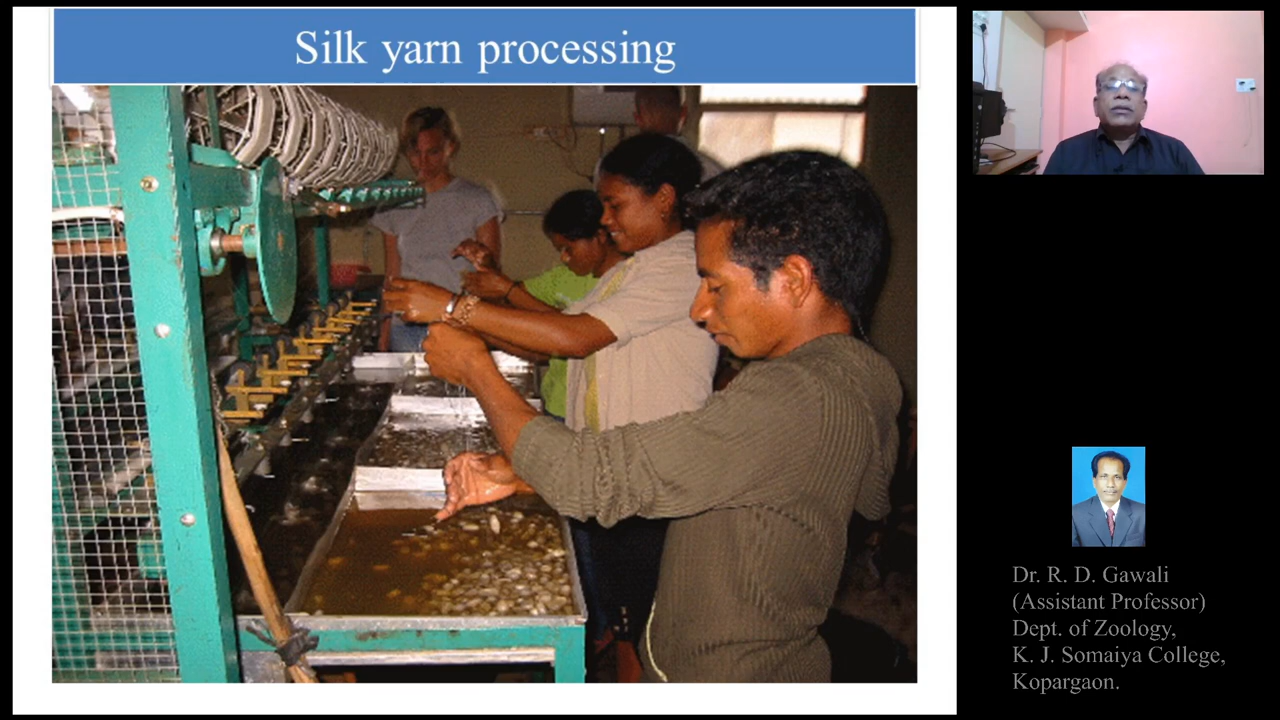 Silk yarn processing
Dr. R. D. Gawali
(Assistant Professor)
Dept. of Zoology,
K. J. Somaiya College,
Kopargaon.